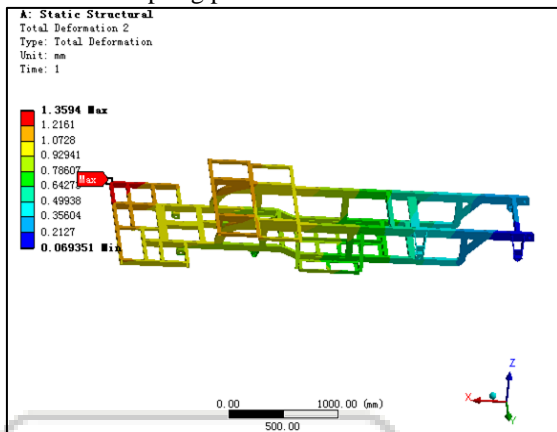 A: Static Structural
Total Deformation 2
Type: Total Deformation
Unit: mm
Time: 1
1.3594 Max
1.2161
1.0728
0.92941
0.78607
0.64273
0.49938
0.35604
0.2127
0.069351 Min
Max
0.00
1000.00 (mm)
500.00
Z
X
Y